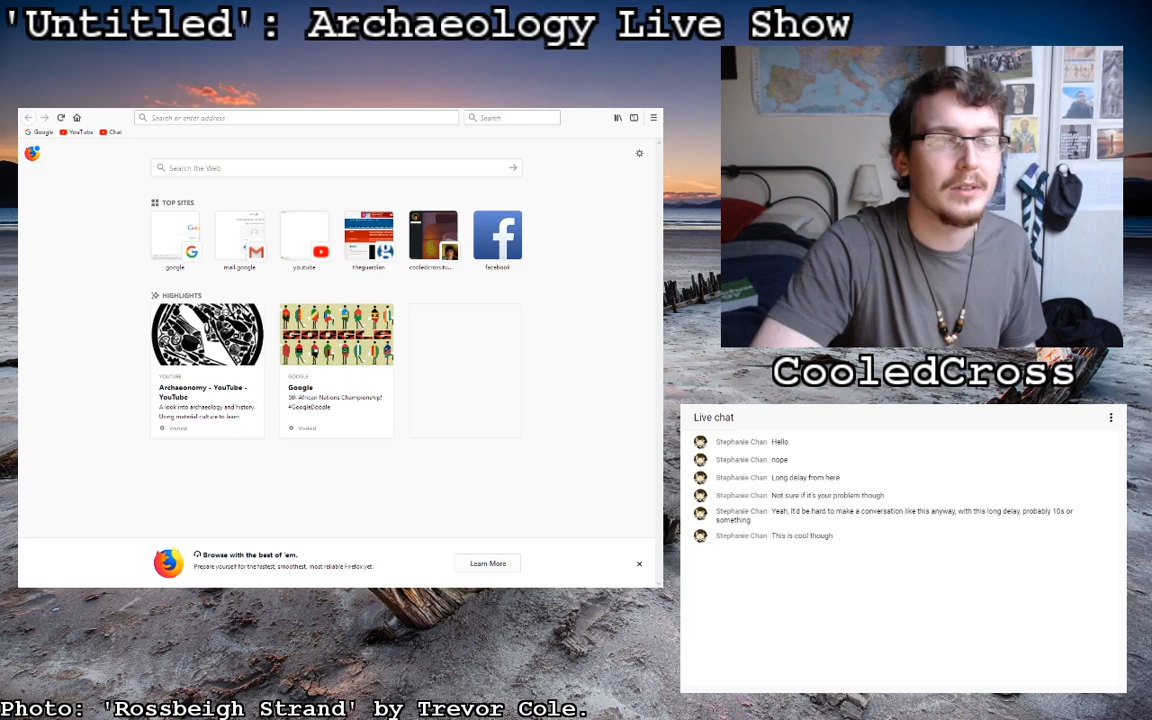 'Untitled': Archaeology Live Show
Search or enter address
Search
Google
YouTube
Chat
Search the Web
TOP SITES
google
mail.google
youtube
theguardian
cooledcross.tu...
facebook
HIGHLIGHTS
YOUTUBE
Archaeonomy - YouTube -
YouTube
A look into archaeology and history.
Using material culture to learn
Visited
GOOGLE
Google
5th African Nations Championship!
#GoogleDoodle
Visited
Browse with the best of 'em.
Prepare yourself for the fastest, smoothest, most reliable Firefox yet.
Learn More
CooledCross
Live chat
Stephanie Chan Hello
Stephanie Chan nope
Stephanie Chan Long delay from here
Stephanie Chan Not sure if it's your problem though
Stephanie Chan Yeah, it'd be hard to make a conversation like this anyway, with this long delay, probably 10s or
something
Stephanie Chan This is cool though
Photo: 'Rossbeigh Strand' by Trevor Cole.